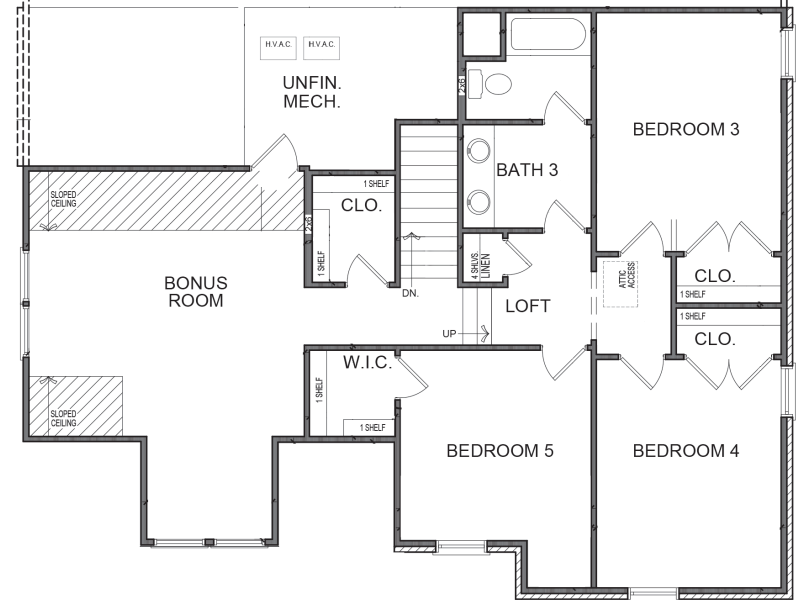 H.V.A.C. H.V.A.C.
UNFIN.
MECH.
2x6
BEDROOM 3
BATH 3
SLOPED
CEILING
1 SHELF
CLO.
2x6
1 SHELF
4 SHLVS.
LINEN
ATTIC
ACCESS
CLO.
1 SHELF
BONUS
ROOM
DN.
LOFT
UP
1 SHELF
CLO.
W.I.C.
1 SHELF
SLOPED
CEILING
1 SHELF
BEDROOM 5
BEDROOM 4